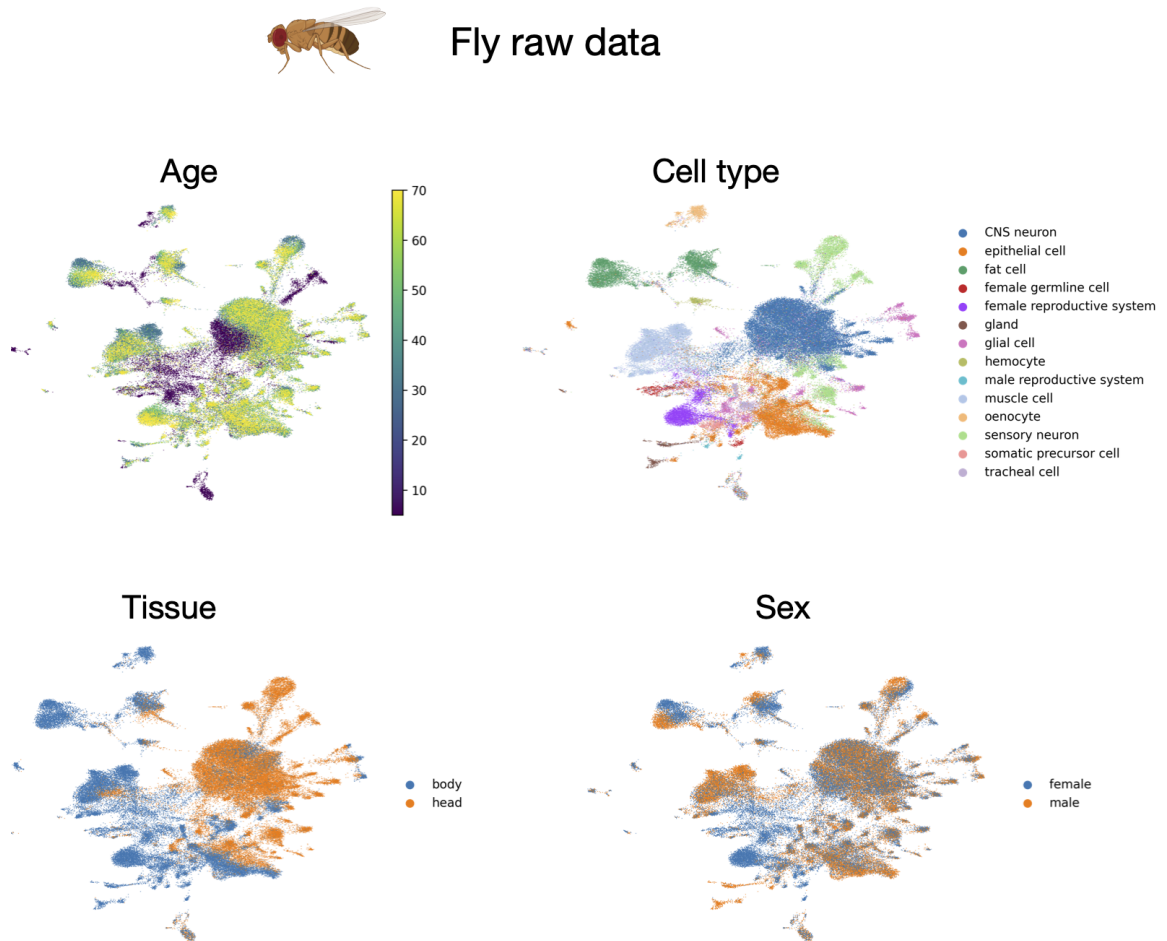 Fly raw data
Age
70
60
50
40
30
20
10
Cell type
CNS neuron
epithelial cell
fat cell
female germline cell
female reproductive system
gland
glial cell
hemocyte
male reproductive system
muscle cell
oenocyte
sensory neuron
somatic precursor cell
tracheal cell
Tissue
body
head
Sex
female
male